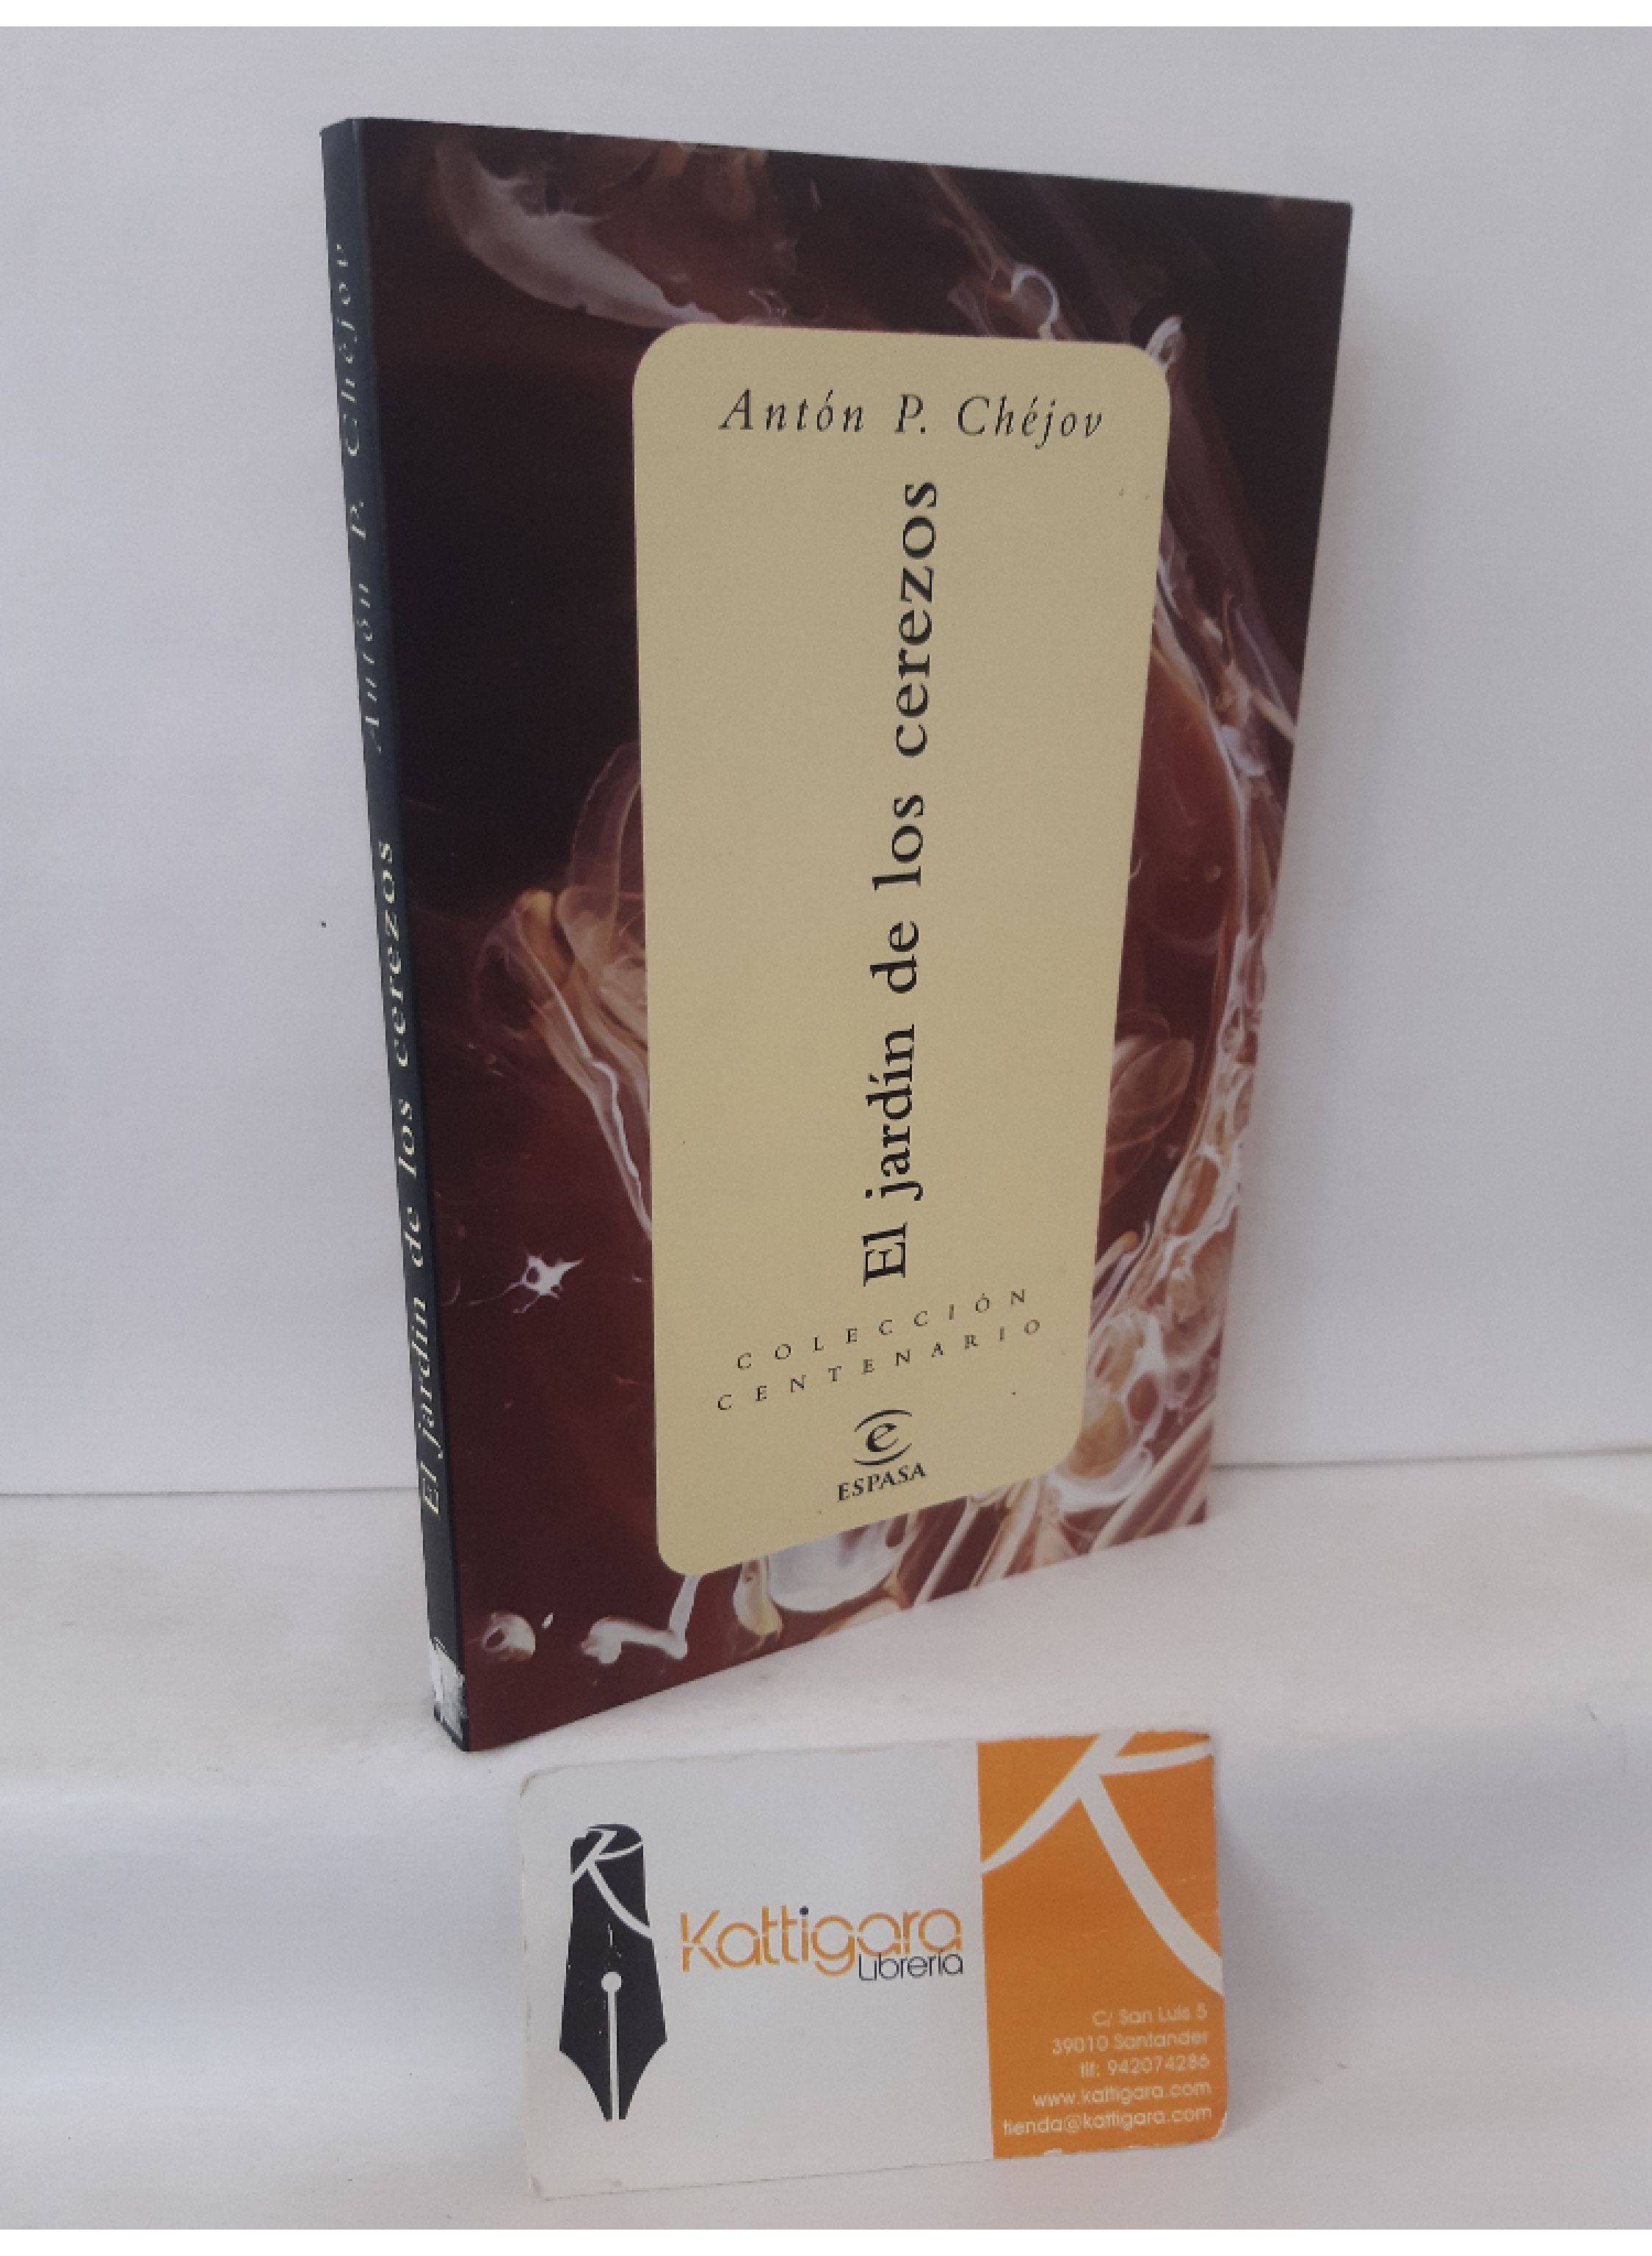 Antón P. Chéjov
El jardín de los cerezos
COLECCIÓN
CENTENARIO
e
ESPASA
El jardín de los cerezos Antón P. Chéjov
K
Kattigara
Librería
K
C/ San Luis 5
39010 Santander
tlf: 942074286
www.kattigara.com
tienda@kattigara.com